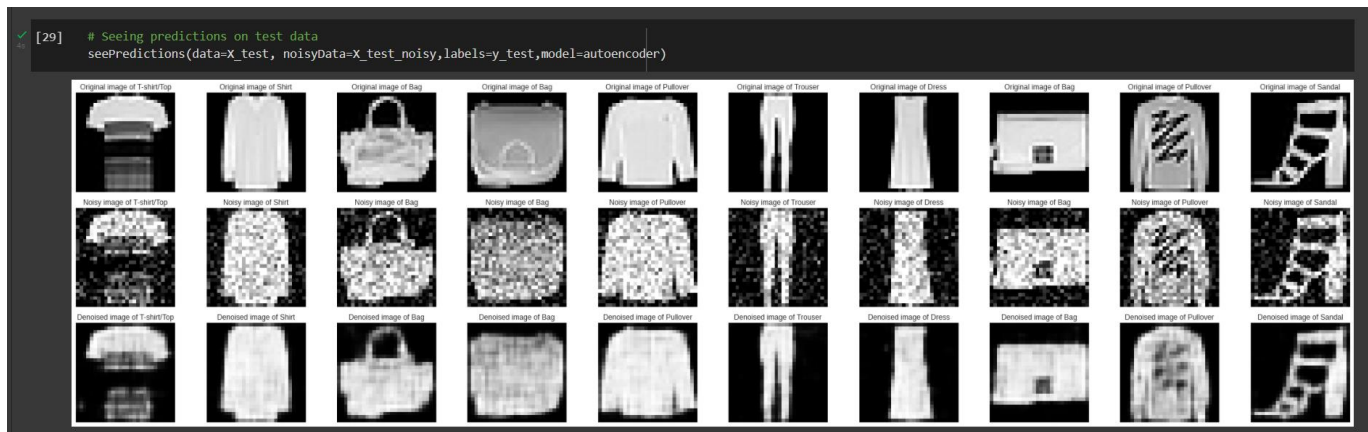 4s
[29]
# Seeing predictions on test data
seePredictions(data=X_test, noisyData=X_test_noisy,labels=y_test,model=autoencoder)
Original image of T-shirt/Top Original image of Shirt Original image of Bag Original image of Bag Original image of Pullover Original image of Trouser Original image of Dress Original image of Bag Original image of Pullover Original image of Sandal
Noisy image of T-shirt/Top Noisy image of Shirt Noisy image of Bag Noisy image of Bag Noisy image of Pullover Noisy image of Trouser Noisy image of Dress Noisy image of Bag Noisy image of Pullover Noisy image of Sandal
Denoised image of T-shirt/Top Denoised image of Shirt Denoised image of Bag Denoised image of Bag Denoised image of Pullover Denoised image of Trouser Denoised image of Dress Denoised image of Bag Denoised image of Pullover Denoised image of Sandal